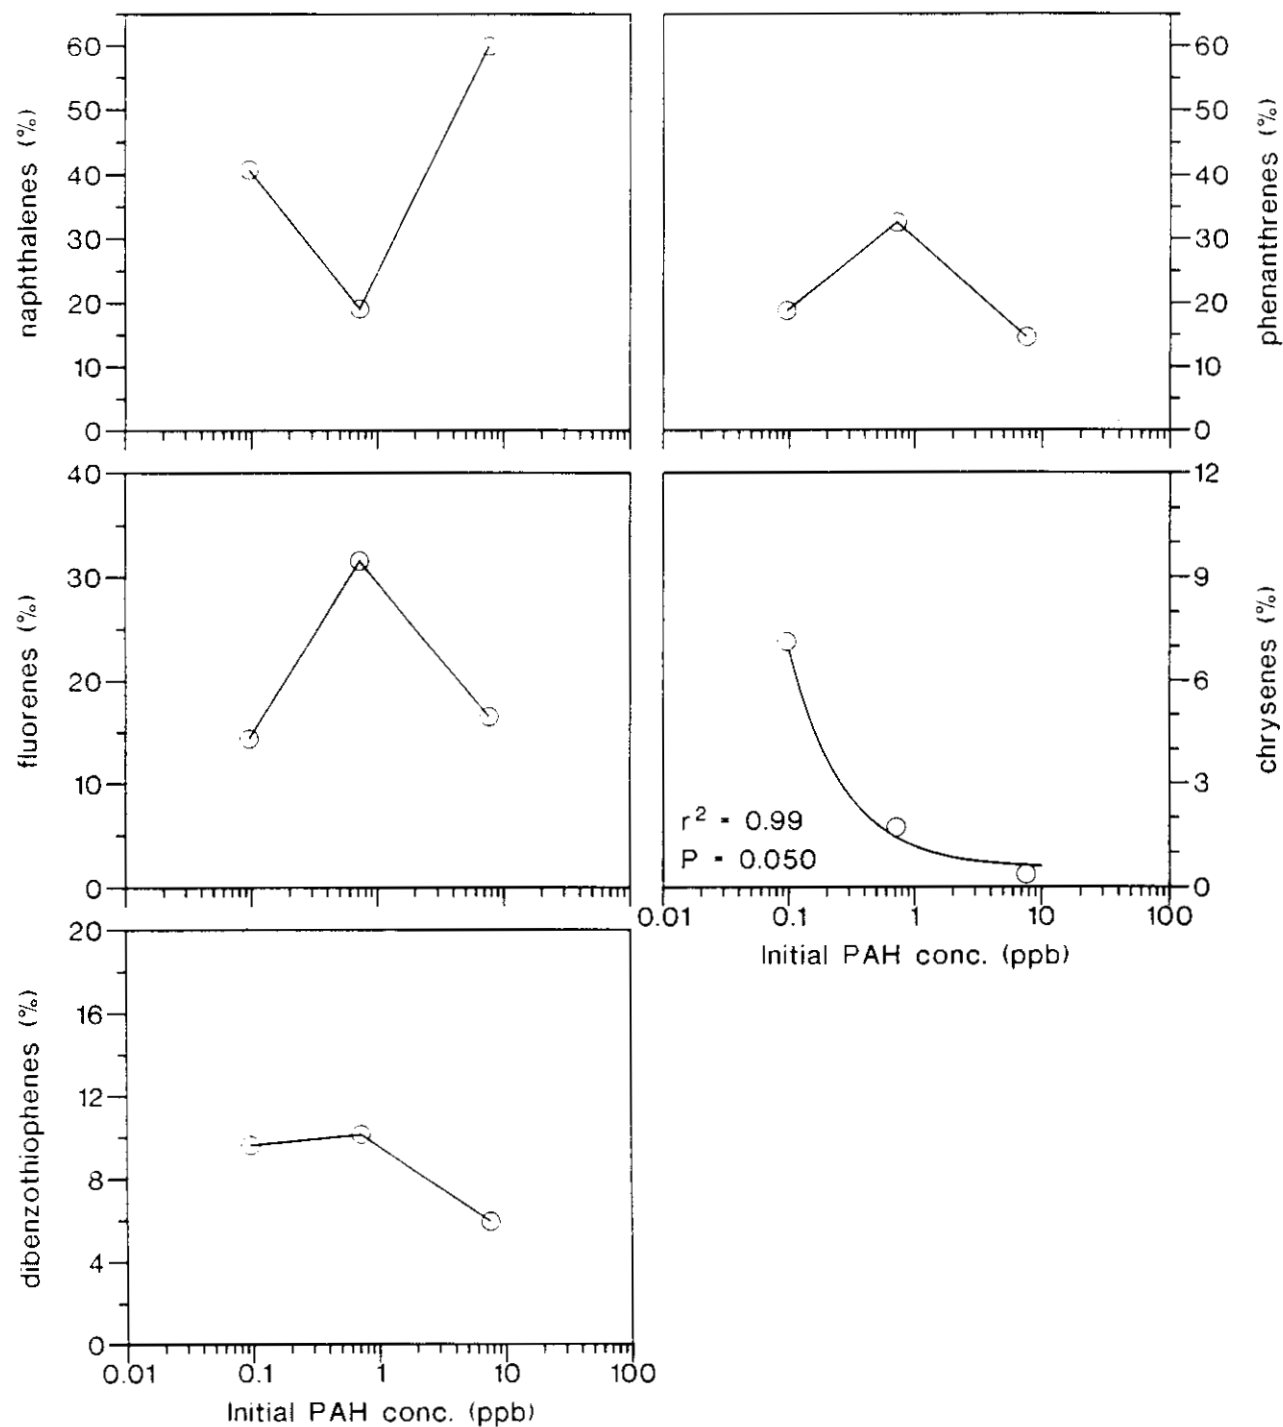 naphthalenes (%)
60
50
40
30
20
10
0
phenanthrenes (%)
60
50
40
30
20
10
0
fluorenes (%)
40
30
20
10
0
chrysenes (%)
12
9
6
3
0
r² = 0.99
P = 0.050
0.01 0.1 1 10 100
Initial PAH conc. (ppb)
dibenzothiophenes (%)
20
16
12
8
4
0
0.01 0.1 1 10 100
Initial PAH conc. (ppb)